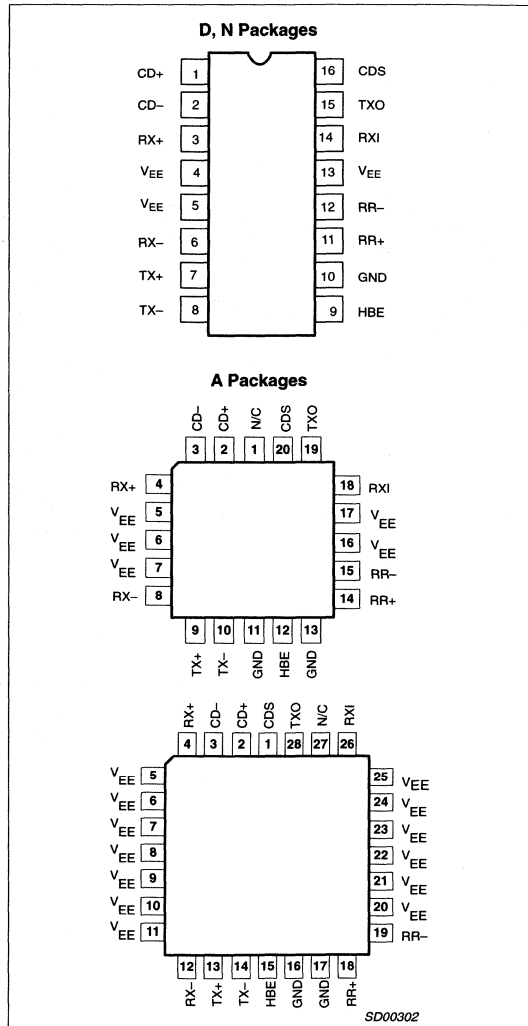 D, N Packages
CD+ 1 16 CDS
CD– 2 15 TXO
RX+ 3 14 RXI
VEE 4 13 VEE
VEE 5 12 RR–
RX– 6 11 RR+
TX+ 7 10 GND
TX– 8 9 HBE
A Packages
CD– CD+ N/C CDS TXO
3 2 1 20 19
RX+ 4 18 RXI
VEE 5 17 VEE
VEE 6 16 VEE
VEE 7 15 RR–
RX– 8 14 RR+
9 10 11 12 13
TX+ TX– GND HBE GND
RX+ CD– CD+ CDS TXO N/C RXI
4 3 2 1 28 27 26
VEE 5 25 VEE
VEE 6 24 VEE
VEE 7 23 VEE
VEE 8 22 VEE
VEE 9 21 VEE
VEE 10 20 VEE
VEE 11 19 RR–
12 13 14 15 16 17 18
RX– TX+ TX– HBE GND GND RR+
SD00302